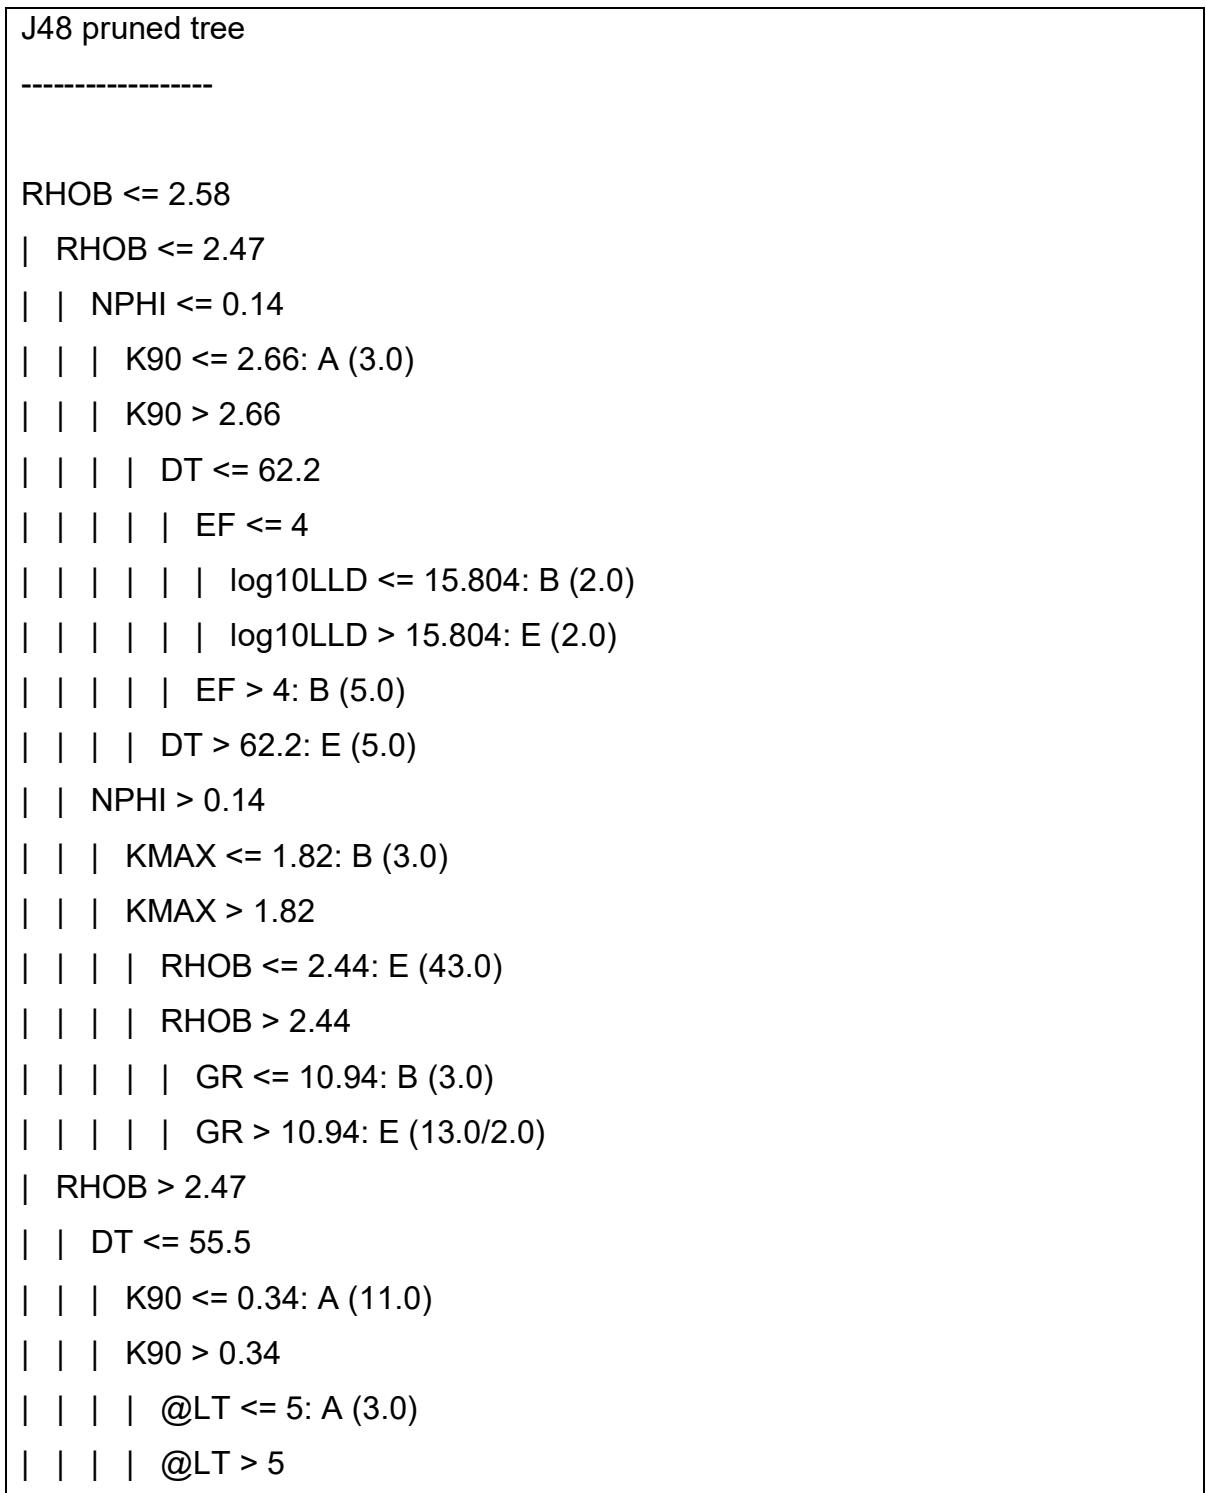 J48 pruned tree
------------------
RHOB <= 2.58
|   RHOB <= 2.47
|   |   NPHI <= 0.14
|   |   |   K90 <= 2.66: A (3.0)
|   |   |   K90 > 2.66
|   |   |   |   DT <= 62.2
|   |   |   |   |   EF <= 4
|   |   |   |   |   |   log10LLD <= 15.804: B (2.0)
|   |   |   |   |   |   log10LLD > 15.804: E (2.0)
|   |   |   |   |   EF > 4: B (5.0)
|   |   |   |   DT > 62.2: E (5.0)
|   |   NPHI > 0.14
|   |   |   KMAX <= 1.82: B (3.0)
|   |   |   KMAX > 1.82
|   |   |   |   RHOB <= 2.44: E (43.0)
|   |   |   |   RHOB > 2.44
|   |   |   |   |   GR <= 10.94: B (3.0)
|   |   |   |   |   GR > 10.94: E (13.0/2.0)
|   RHOB > 2.47
|   |   DT <= 55.5
|   |   |   K90 <= 0.34: A (11.0)
|   |   |   K90 > 0.34
|   |   |   |   @LT <= 5: A (3.0)
|   |   |   |   @LT > 5